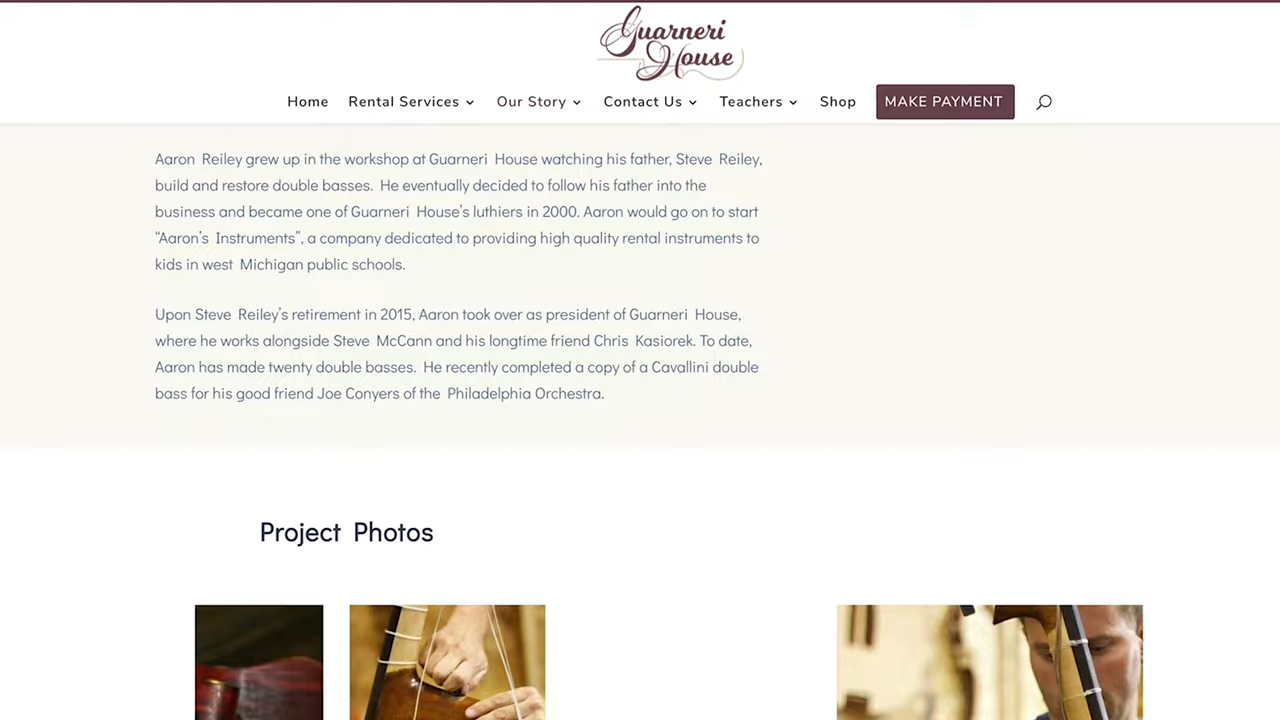 Guarneri
House
Home Rental Services Our Story Contact Us Teachers Shop MAKE PAYMENT
Aaron Reiley grew up in the workshop at Guarneri House watching his father, Steve Reiley,
build and restore double basses. He eventually decided to follow his father into the
business and became one of Guarneri House's luthiers in 2000. Aaron would go on to start
“Aaron's Instruments”, a company dedicated to providing high quality rental instruments to
kids in west Michigan public schools.
Upon Steve Reiley's retirement in 2015, Aaron took over as president of Guarneri House,
where he works alongside Steve McCann and his longtime friend Chris Kasiorek. To date,
Aaron has made twenty double basses. He recently completed a copy of a Cavallini double
bass for his good friend Joe Conyers of the Philadelphia Orchestra.
Project Photos